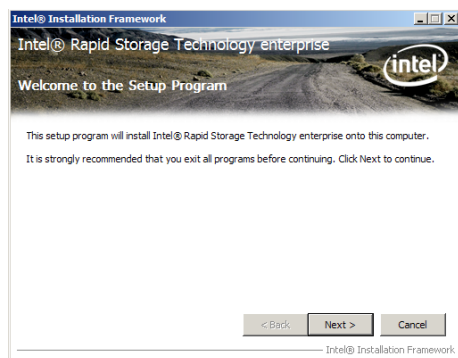 Intel® Installation Framework
Intel® Rapid Storage Technology enterprise
intel
Welcome to the Setup Program
This setup program will install Intel® Rapid Storage Technology enterprise onto this computer.
It is strongly recommended that you exit all programs before continuing. Click Next to continue.
< Back Next > Cancel
Intel® Installation Framework